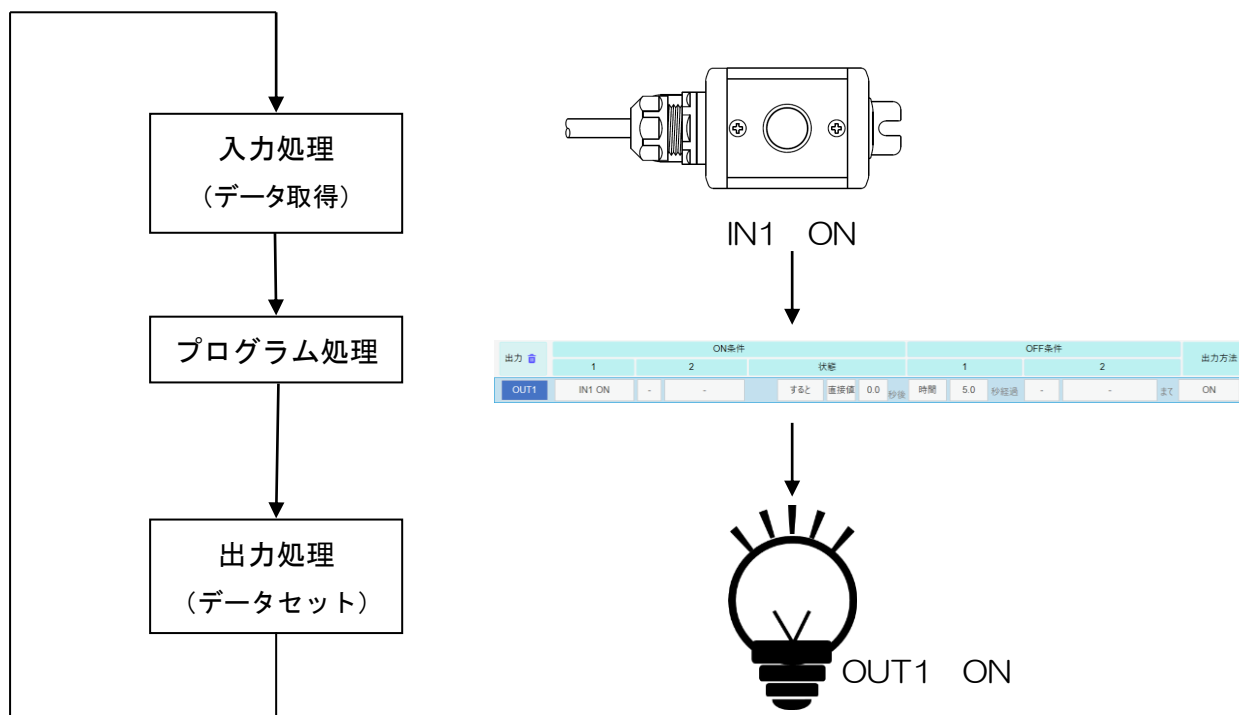 入力処理
（データ取得）
プログラム処理
出力処理
（データセット）
IN1 ON
出力 ON条件 OFF条件 出力方法
1 2 状態 1 2
OUT1 IN1 ON - - すると 直接値 0.0 秒後 時間 5.0 秒経過 - - まで ON
OUT1 ON